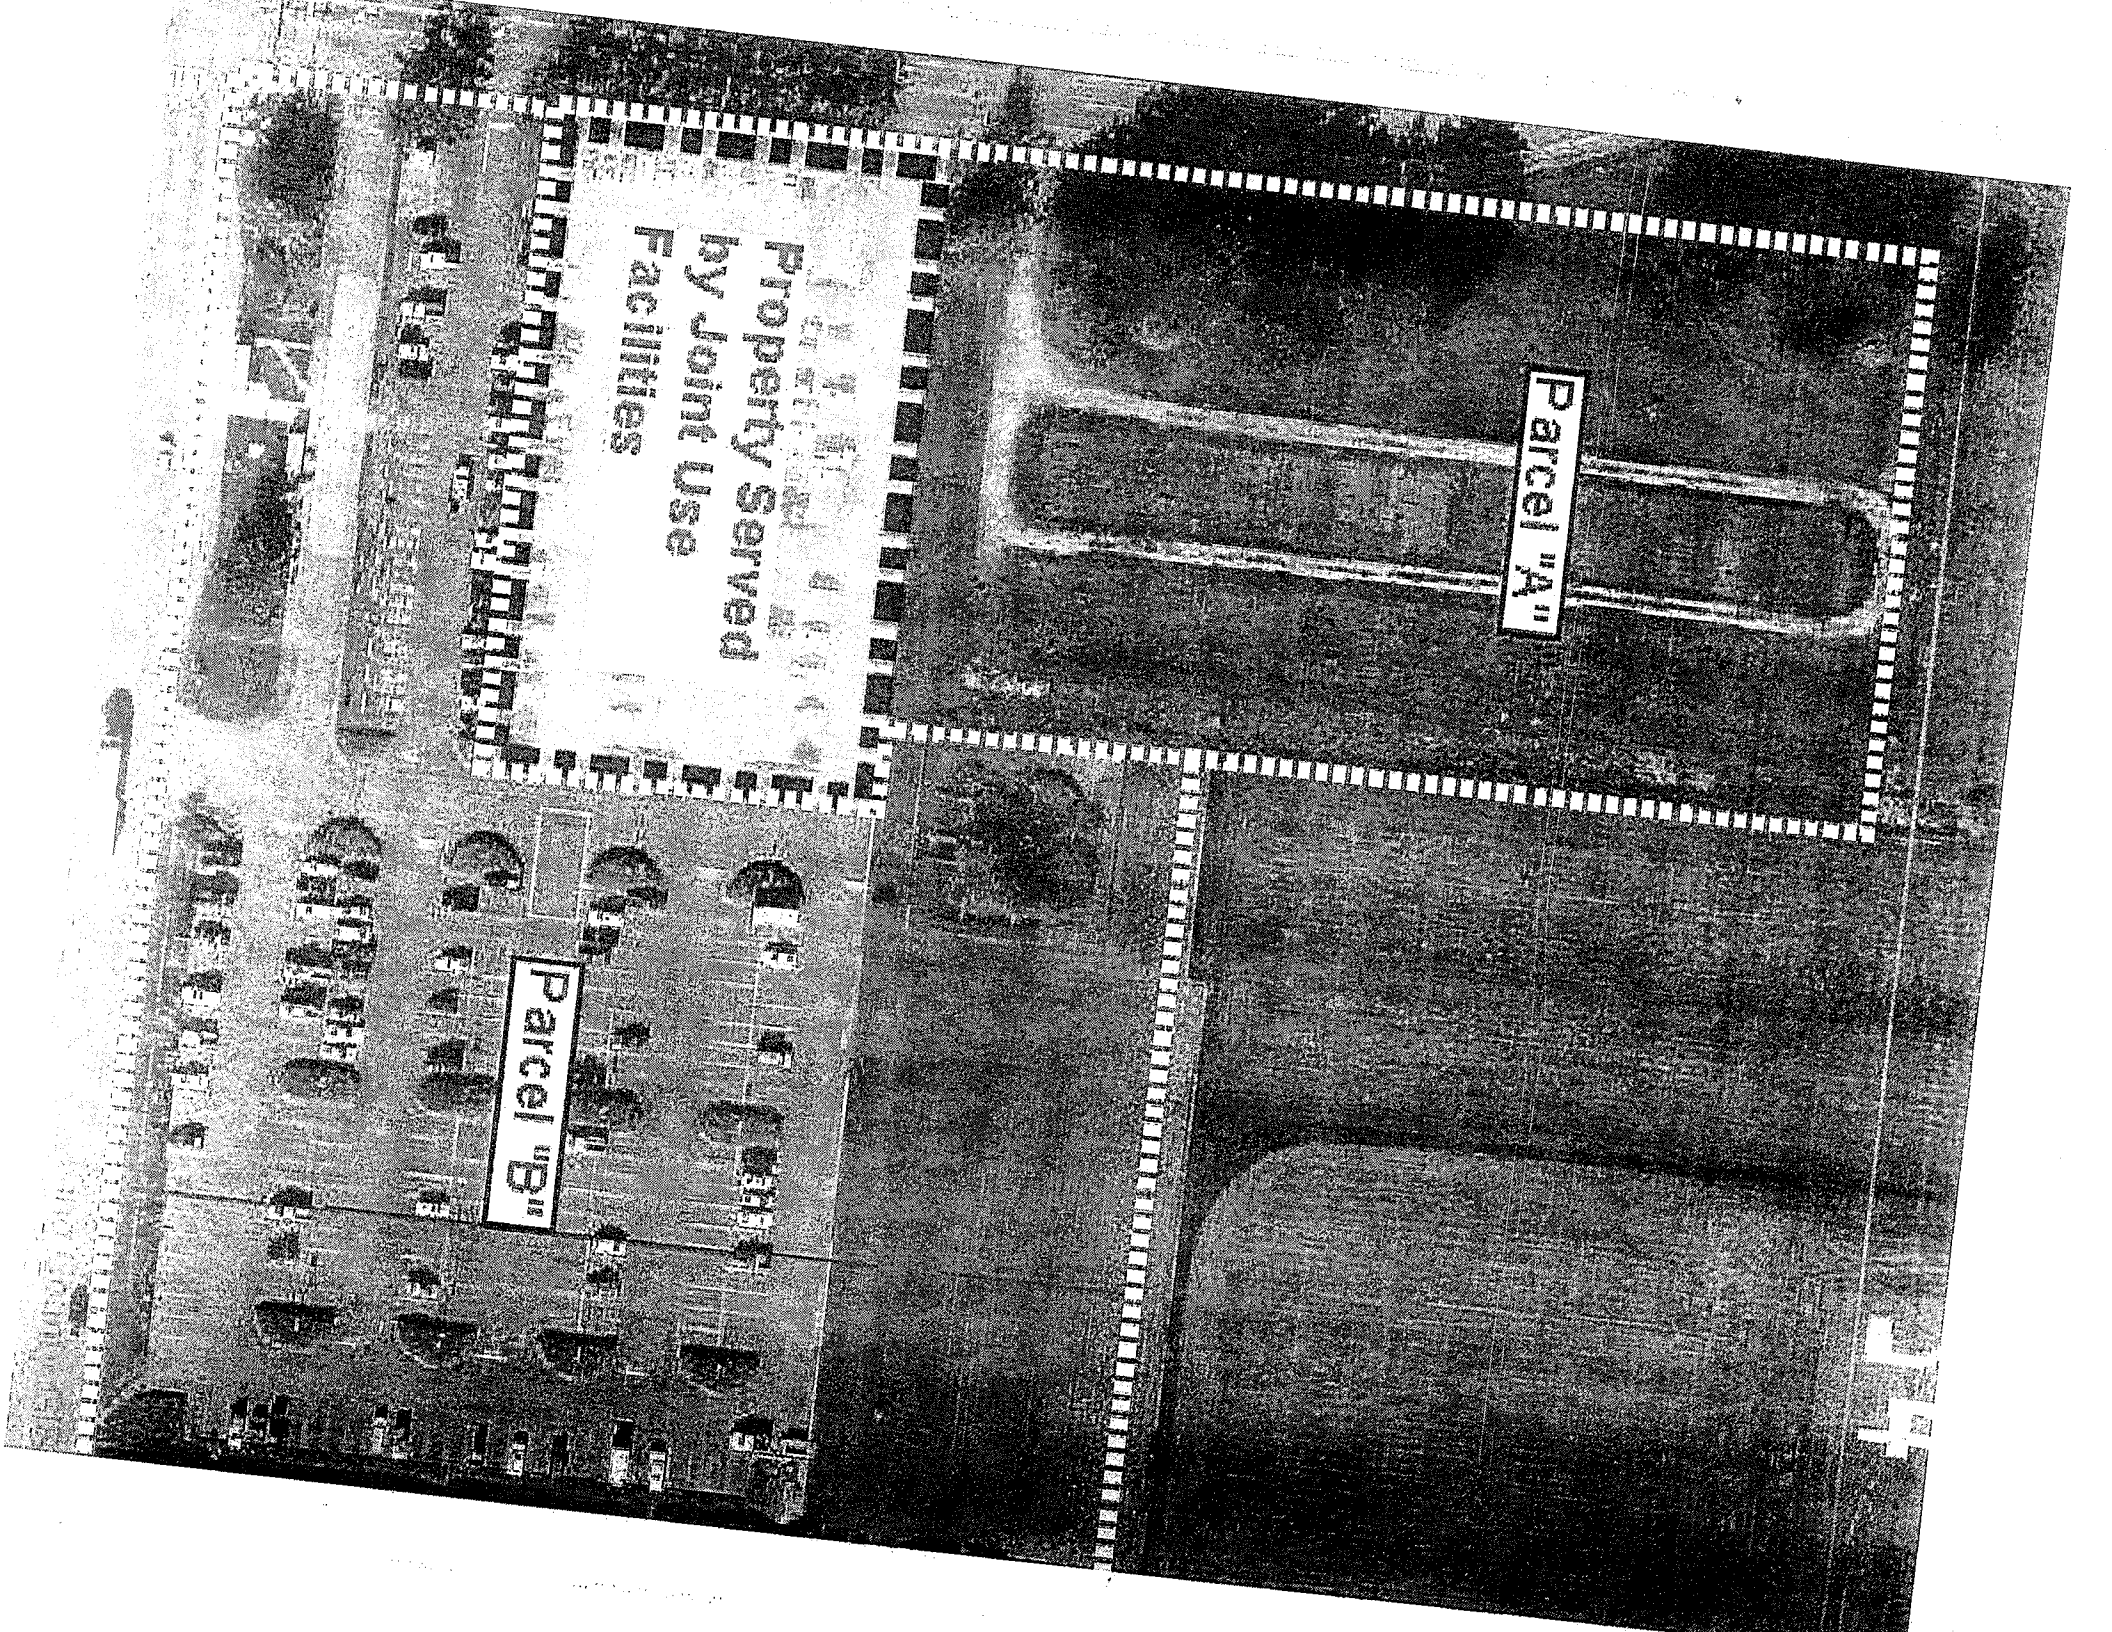 Parcel "A"
Property Served
by Joint Use
Facilities
Parcel "B"